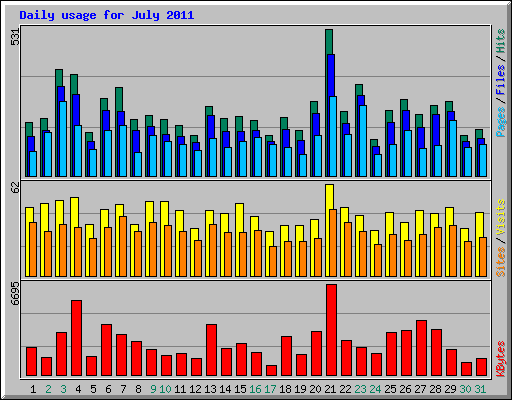 Daily usage for July 2011
531
Pages / Files / Hits
62
Sites / Visits
6695
KBytes
1 2 3 4 5 6 7 8 9 10 11 12 13 14 15 16 17 18 19 20 21 22 23 24 25 26 27 28 29 30 31